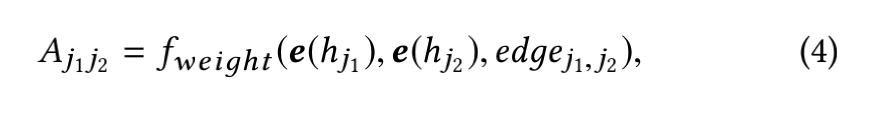 A_{j_1 j_2} = f_{weight}(e(h_{j_1}), e(h_{j_2}), edge_{j_1, j_2}), (4)